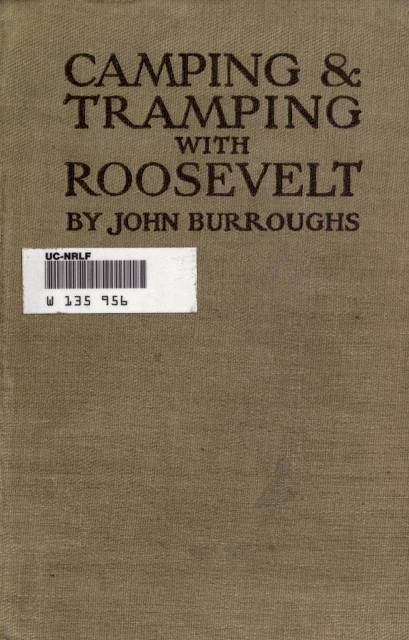 CAMPING &
TRAMPING
WITH
ROOSEVELT
BY JOHN BURROUGHS
UC-NRLF
W 135 956